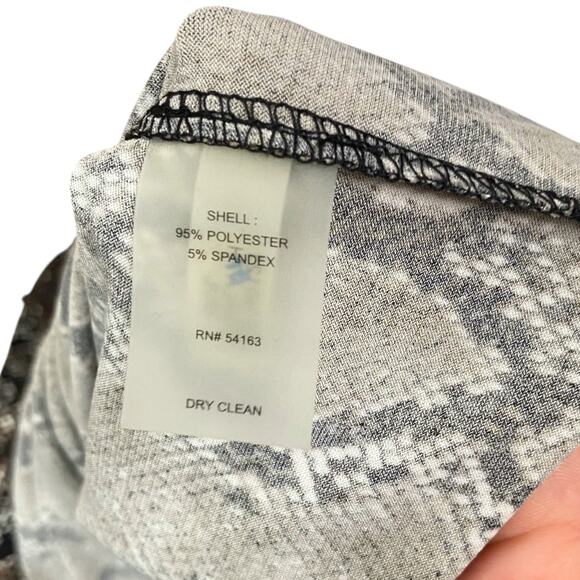 SHELL :
95% POLYESTER
5% SPANDEX
RN# 54163
DRY CLEAN